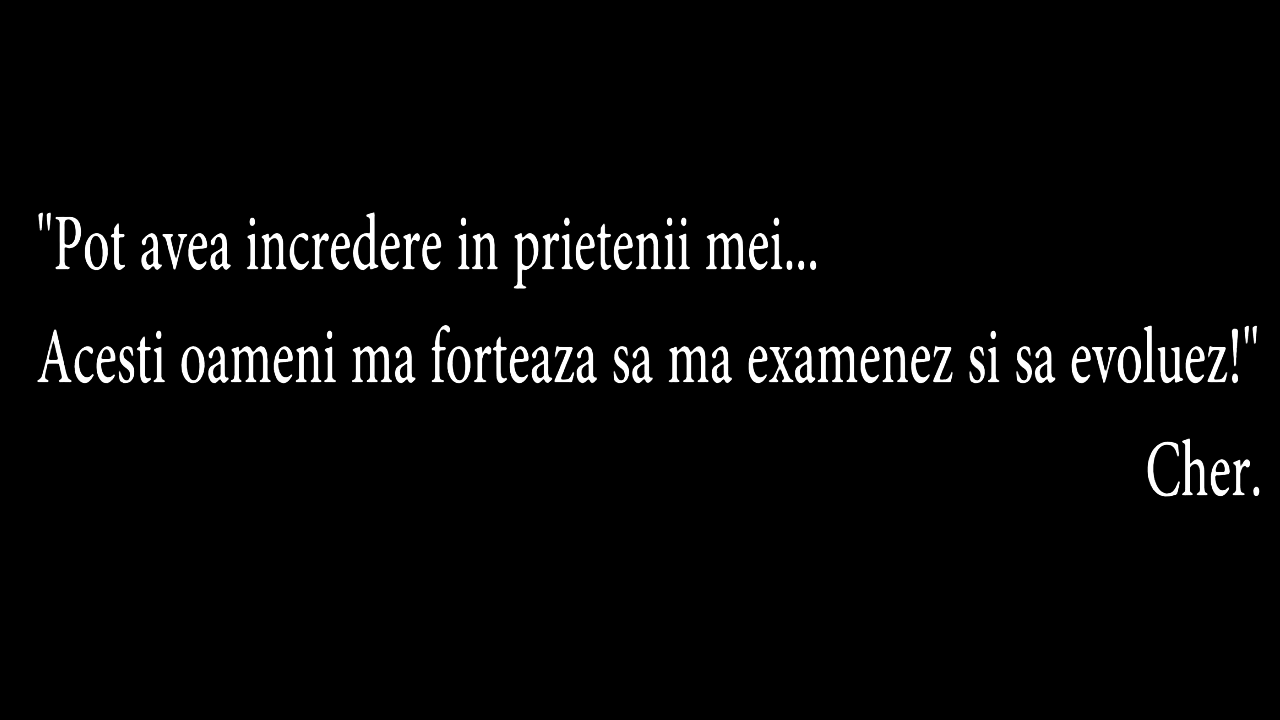 "Pot avea incredere in prietenii mei...
Acesti oameni ma forteaza sa ma examenez si sa evoluez!"
Cher.